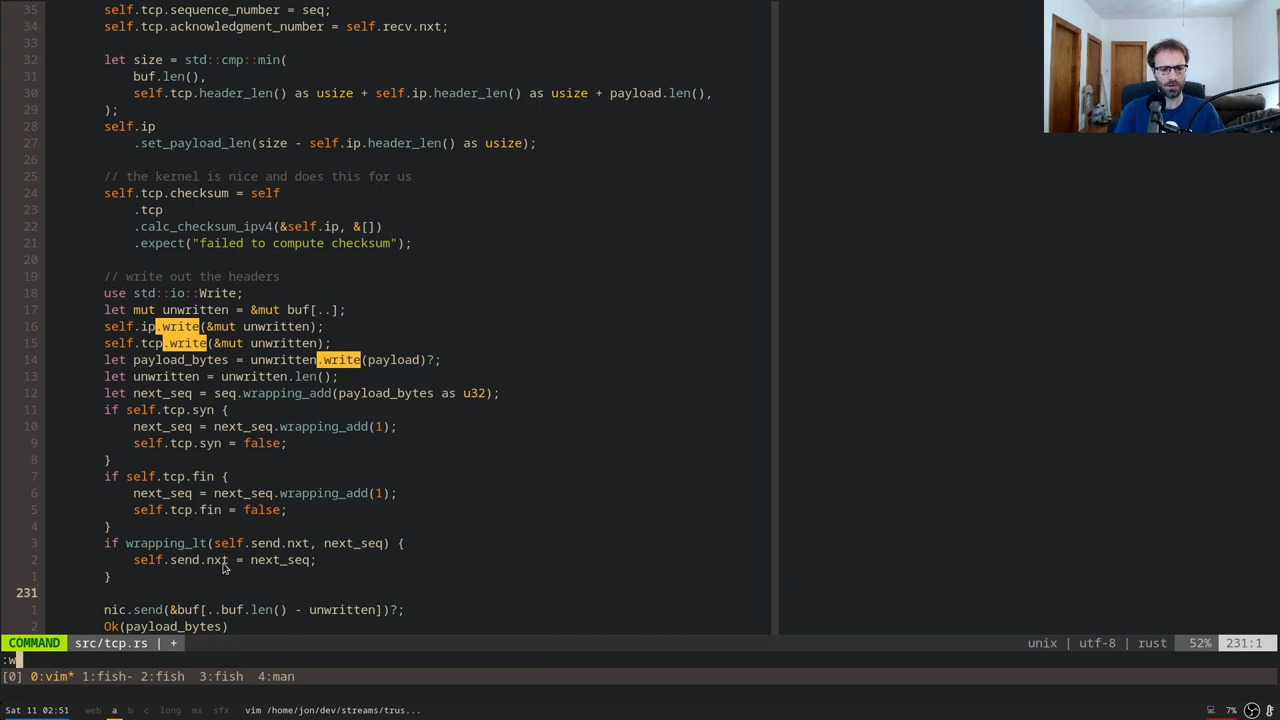 35 self.tcp.sequence_number = seq;
34 self.tcp.acknowledgment_number = self.recv.nxt;
33
32 let size = std::cmp::min(
31 buf.len(),
30 self.tcp.header_len() as usize + self.ip.header_len() as usize + payload.len(),
29 );
28 self.ip
27 .set_payload_len(size - self.ip.header_len() as usize);
26
25 // the kernel is nice and does this for us
24 self.tcp.checksum = self
23 .tcp
22 .calc_checksum_ipv4(&self.ip, &[])
21 .expect("failed to compute checksum");
20
19 // write out the headers
18 use std::io::Write;
17 let mut unwritten = &mut buf[..];
16 self.ip.write(&mut unwritten);
15 self.tcp.write(&mut unwritten);
14 let payload_bytes = unwritten.write(payload)?;
13 let unwritten = unwritten.len();
12 let next_seq = seq.wrapping_add(payload_bytes as u32);
11 if self.tcp.syn {
10 next_seq = next_seq.wrapping_add(1);
9 self.tcp.syn = false;
8 }
7 if self.tcp.fin {
6 next_seq = next_seq.wrapping_add(1);
5 self.tcp.fin = false;
4 }
3 if wrapping_lt(self.send.nxt, next_seq) {
2 self.send.nxt = next_seq;
1 }
231
1 nic.send(&buf[..buf.len() - unwritten])?;
2 Ok(payload_bytes)
COMMAND src/tcp.rs | + unix | utf-8 | rust 52% 231:1
:w
[0] 0:vim* 1:fish- 2:fish 3:fish 4:man
Sat 11 02:51 web a b c long mx sfx vim /home/jon/dev/streams/trus... 7%